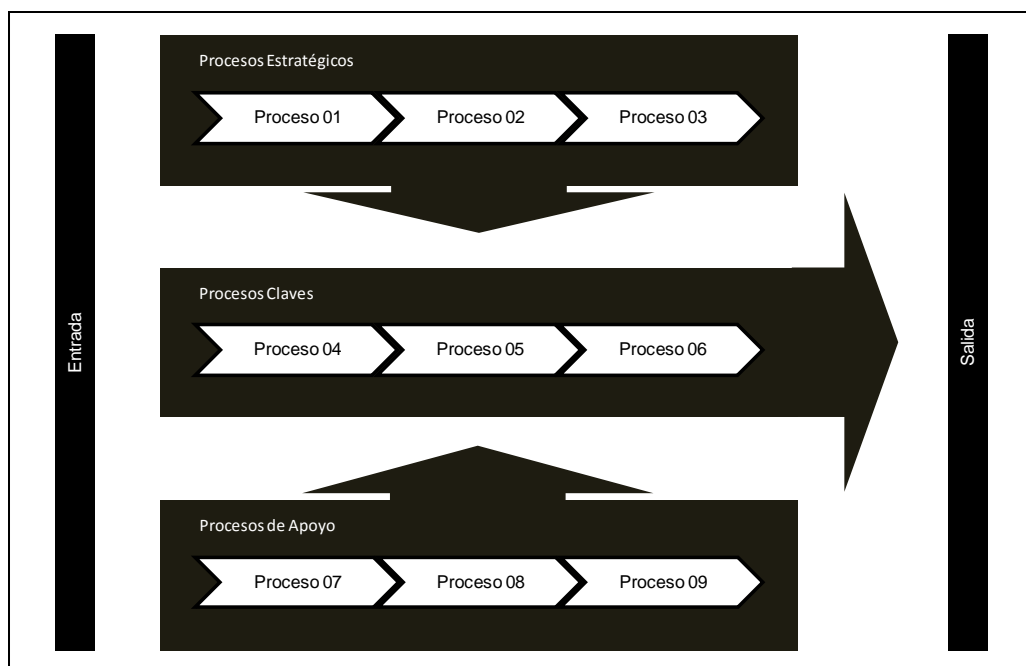 Procesos Estratégicos
Proceso 01
Proceso 02
Proceso 03
Entrada
Procesos Claves
Proceso 04
Proceso 05
Proceso 06
Salida
Procesos de Apoyo
Proceso 07
Proceso 08
Proceso 09